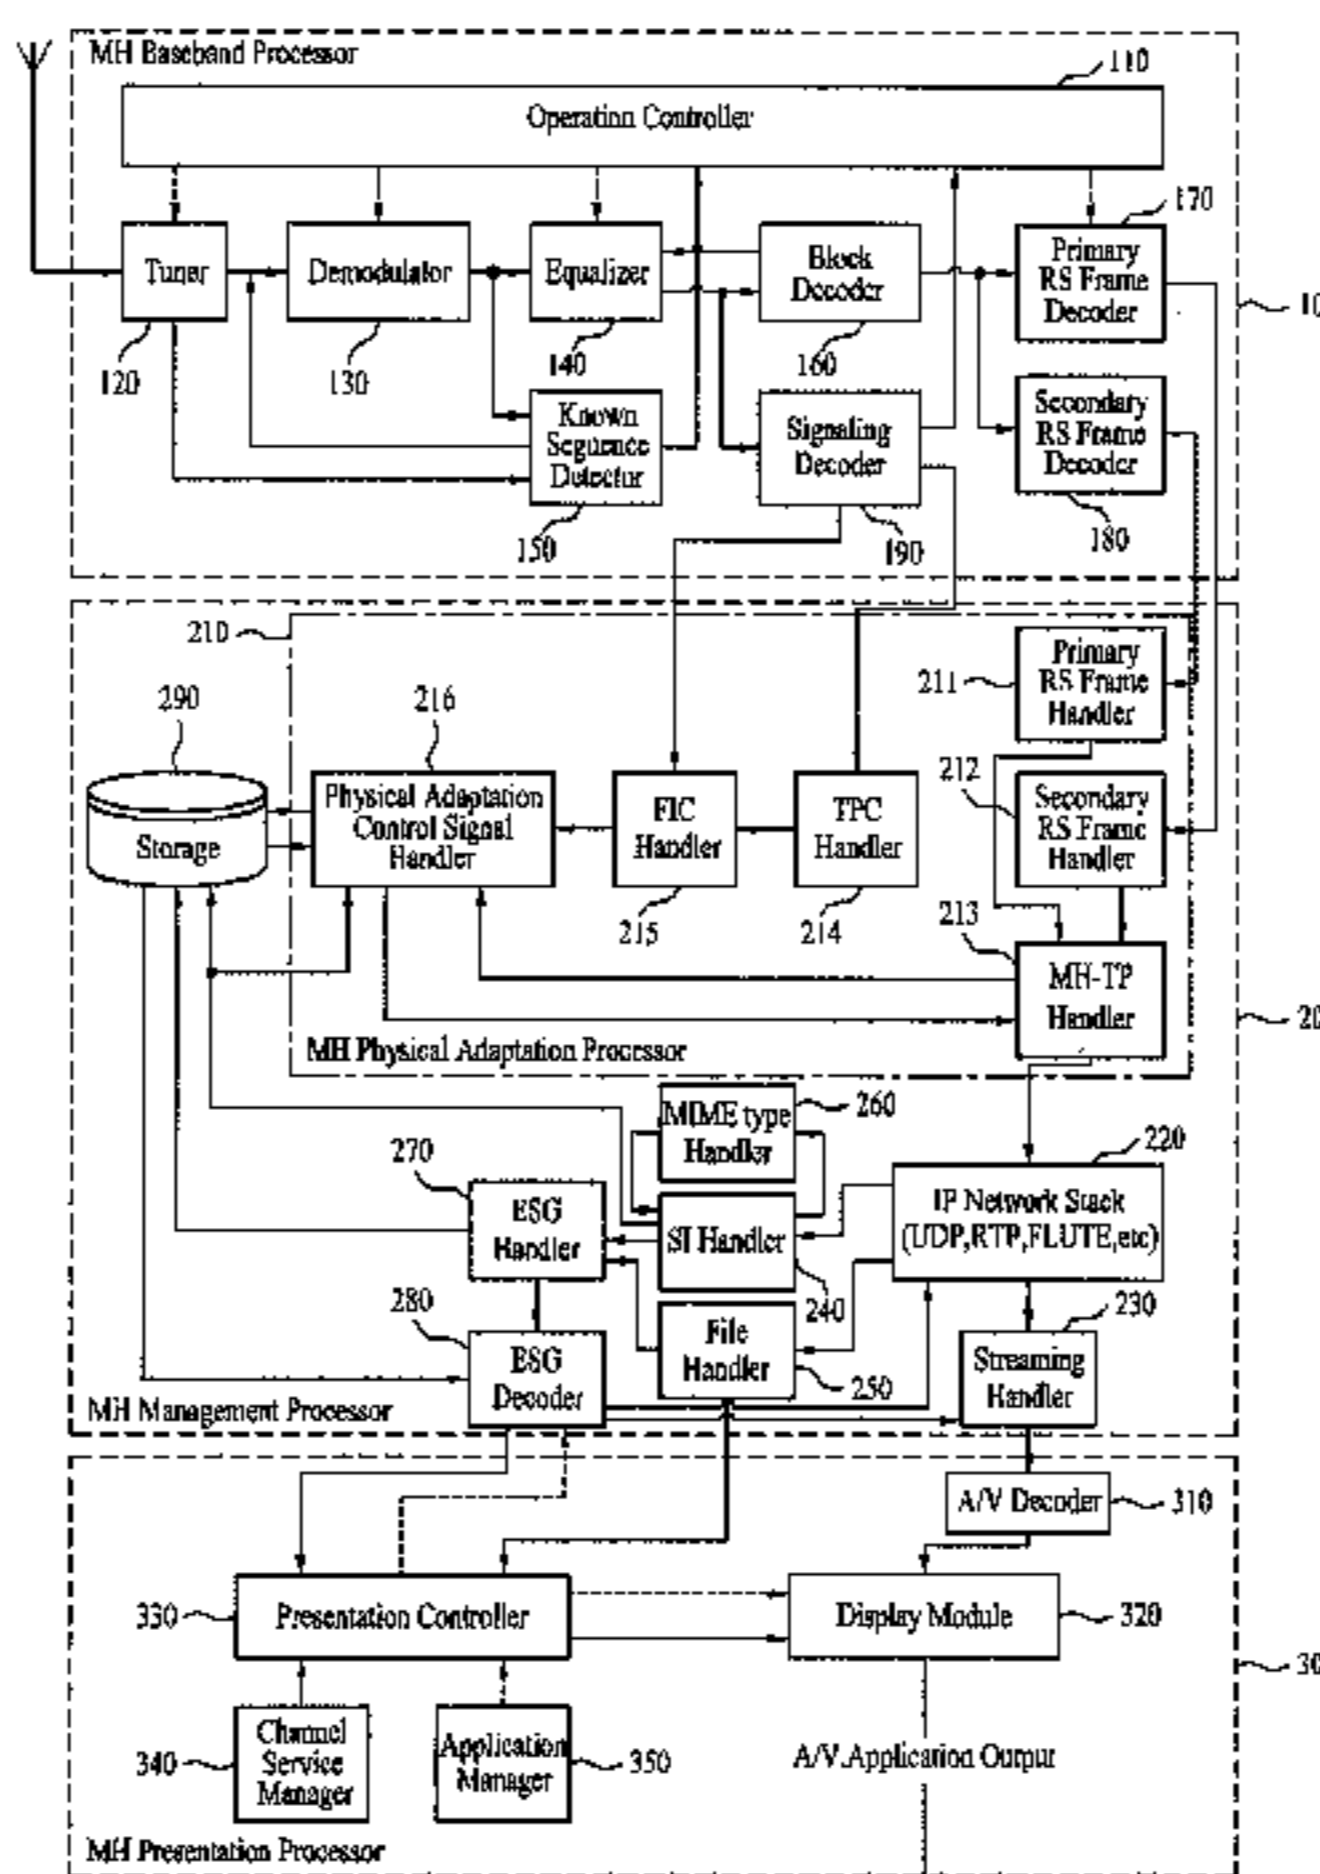 MH Baseband Processor
110
Operation Controller
170
Tuner
Demodulator
Equalizer
Block
Decoder
Primary
RS Frame
Decoder
10
120
130
140
160
Known
Seguence
Detector
Signaling
Decoder
Secondary
RS Frame
Decoder
150
190
180
210
Primary
RS Frame
Handler
211
290
216
212
Storage
Physical Adaptation
Control Signal
Handler
FIC
Handler
TPC
Handler
Secondary
RS Frame
Handler
215
214
213
MH-TP
Handler
20
MH Physical Adaptation Processor
MIME type
Handler
260
270
220
ESG
Handler
SI Handler
IP Network Stack
(UDP,RTP,FLUTE,etc)
240
280
230
ESG
Decoder
File
Handler
250
Streaming
Handler
MH Management Processor
A/V Decoder
310
330
Presentation Controller
Display Module
320
30
340
Channel
Service
Manager
Application
Manager
350
A/V.Application Output
MH Presentation Processor